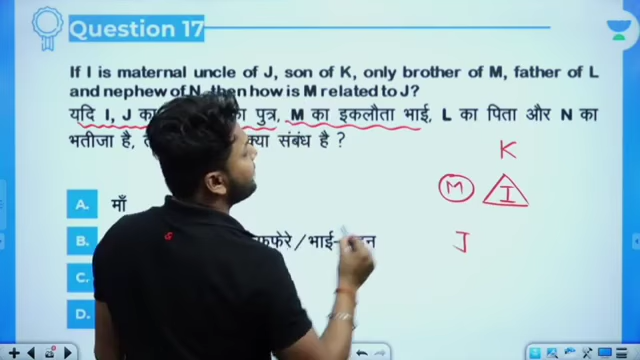 Question 17
If I is maternal uncle of J, son of K, only brother of M, father of L
and nephew of N, then how is M related to J?
यदि I, J का पुत्र, M का इकलौता भाई, L का पिता और N का
भतीजा है, क्या संबंध है ?
K
M I
A. माँ
B. फुफेरे/भाई
J
C.
D.